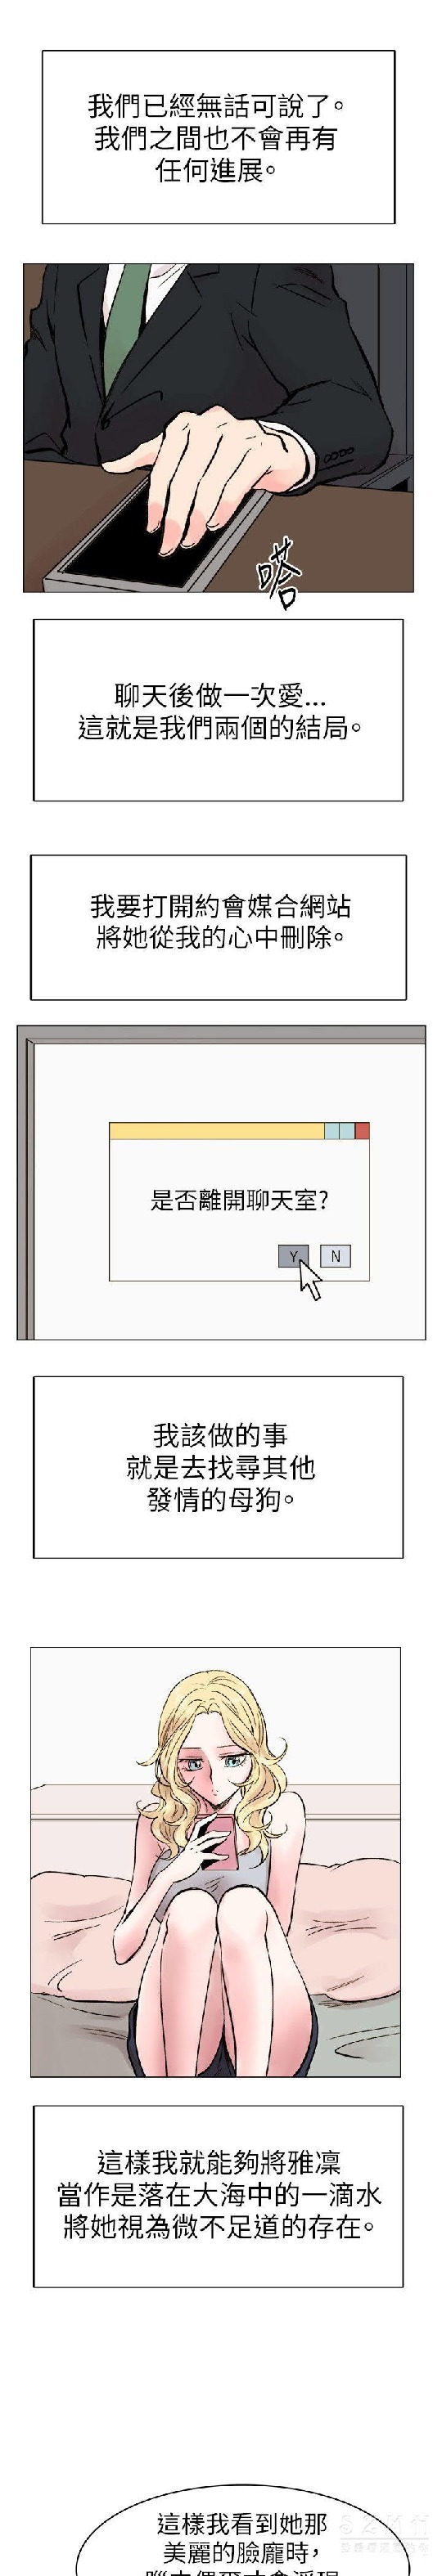 我們已經無話可說了。
我們之間也不會再有
任何進展。
嗒
聊天後做一次愛…
這就是我們兩個的結局。
我要打開約會媒合網站
將她從我的心中刪除。
是否離開聊天室?
Y N
我該做的事
就是去找尋其他
發情的母狗。
這樣我就能夠將雅凜
當作是落在大海中的一滴水
將她視為微不足道的存在。
這樣我看到她那
美麗的臉龐時,